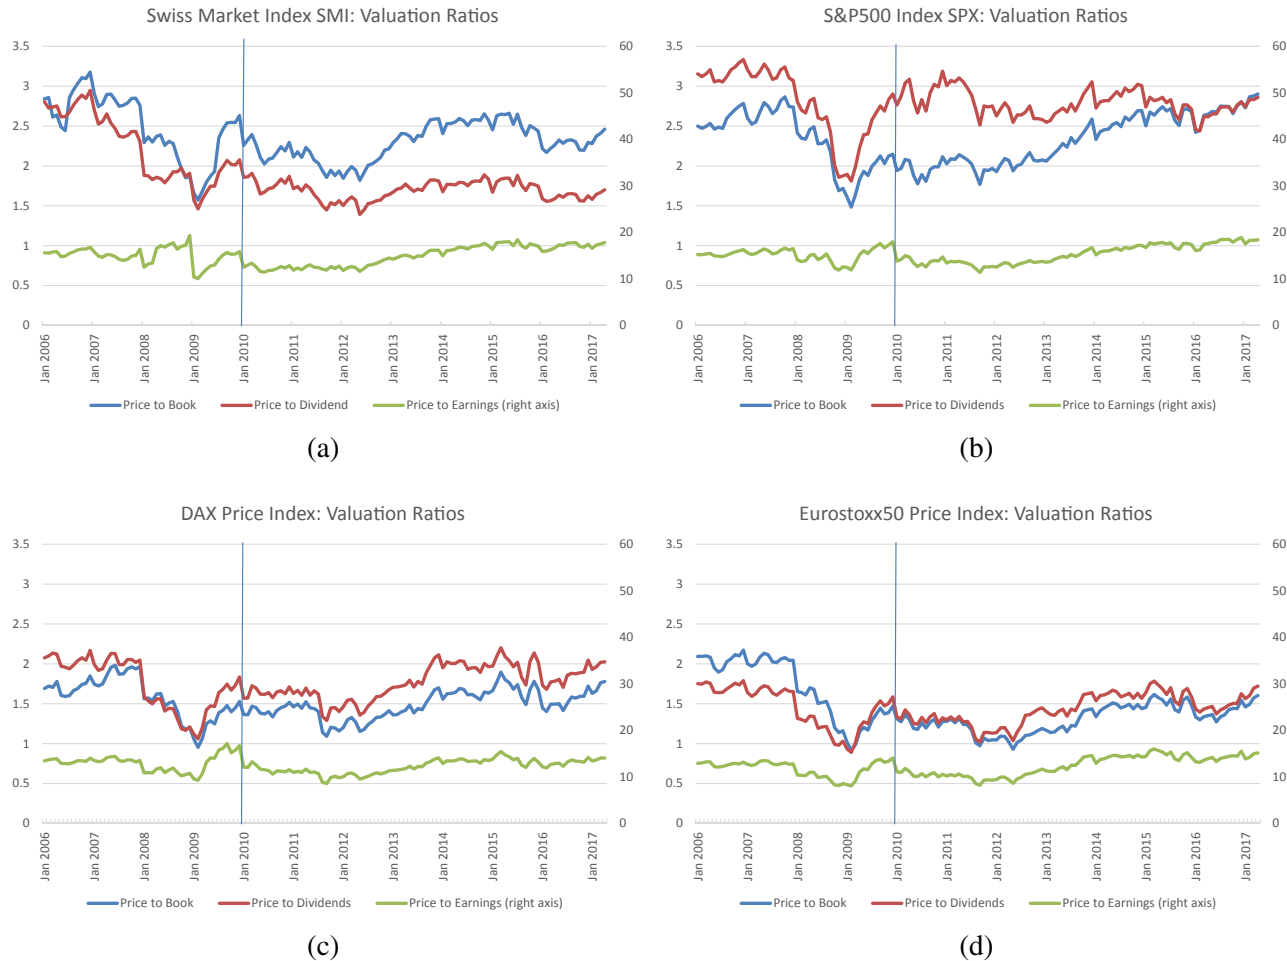 Swiss Market Index SMI: Valuation Ratios
3.5
3
2.5
2
1.5
1
0.5
0
60
50
40
30
20
10
0
Jan 2006
Jan 2007
Jan 2008
Jan 2009
Jan 2010
Jan 2011
Jan 2012
Jan 2013
Jan 2014
Jan 2015
Jan 2016
Jan 2017
Price to Book Price to Dividend Price to Earnings (right axis)
(a)
S&P500 Index SPX: Valuation Ratios
3.5
3
2.5
2
1.5
1
0.5
0
60
50
40
30
20
10
0
Jan 2006
Jan 2007
Jan 2008
Jan 2009
Jan 2010
Jan 2011
Jan 2012
Jan 2013
Jan 2014
Jan 2015
Jan 2016
Jan 2017
Price to Book Price to Dividends Price to Earnings (right axis)
(b)
DAX Price Index: Valuation Ratios
3.5
3
2.5
2
1.5
1
0.5
0
60
50
40
30
20
10
0
Jan 2006
Jan 2007
Jan 2008
Jan 2009
Jan 2010
Jan 2011
Jan 2012
Jan 2013
Jan 2014
Jan 2015
Jan 2016
Jan 2017
Price to Book Price to Dividends Price to Earnings (right axis)
(c)
Eurostoxx50 Price Index: Valuation Ratios
3.5
3
2.5
2
1.5
1
0.5
0
60
50
40
30
20
10
0
Jan 2006
Jan 2007
Jan 2008
Jan 2009
Jan 2010
Jan 2011
Jan 2012
Jan 2013
Jan 2014
Jan 2015
Jan 2016
Jan 2017
Price to Book Price to Dividends Price to Earnings (right axis)
(d)